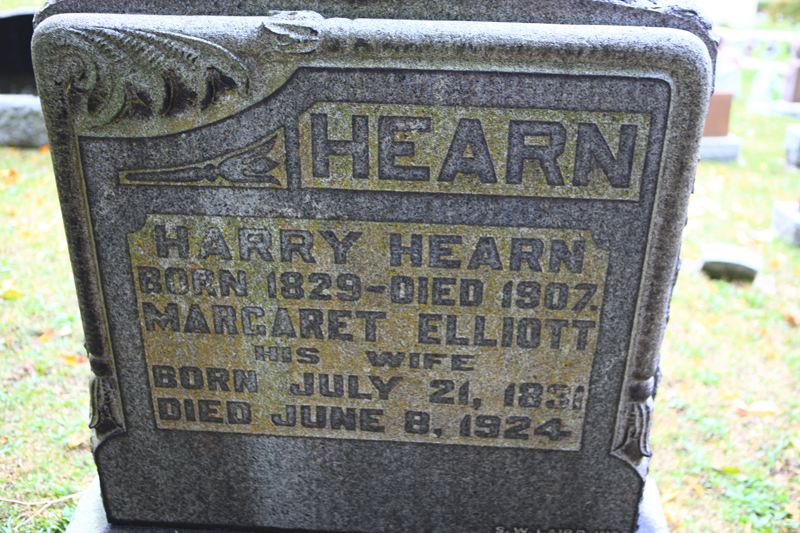 HEARN
HARRY HEARN
BORN 1829-DIED 1907.
MARGARET ELLIOTT
HIS WIFE
BORN JULY 21, 1831
DIED JUNE 8, 1924
S.W. LAIRD